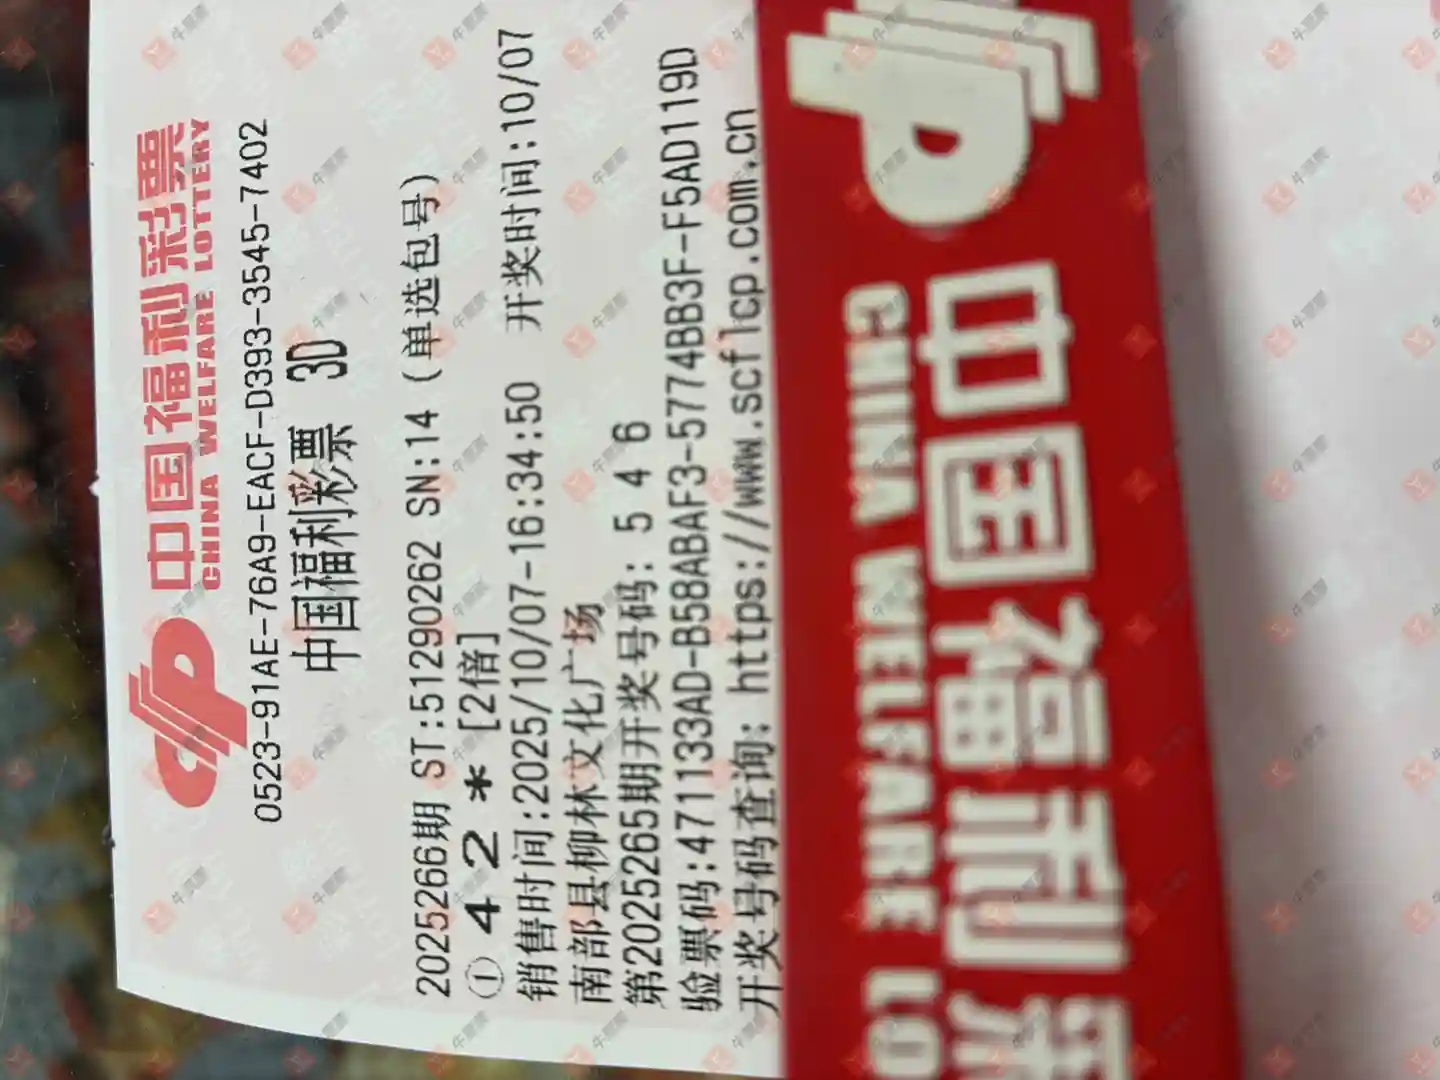 中国福利彩票
CHINA WELFARE LOTTERY
0523-91AE-76A9-EACF-D393-3545-7402
中国福利彩票 3D
2025266期 ST:51290262 SN:14 (单选包号)
① 4 2 * [2倍]
销售时间:2025/10/07-16:34:50 开奖时间:10/07
南部县柳林文化广场
第2025265期开奖号码: 5 4 6
验票码:471133AD-B58ABAF3-5774BB3F-F5AD119D
开奖号码查询: https://www.scflcp.com.cn
CHINA WELFARE LO
中国福利彩